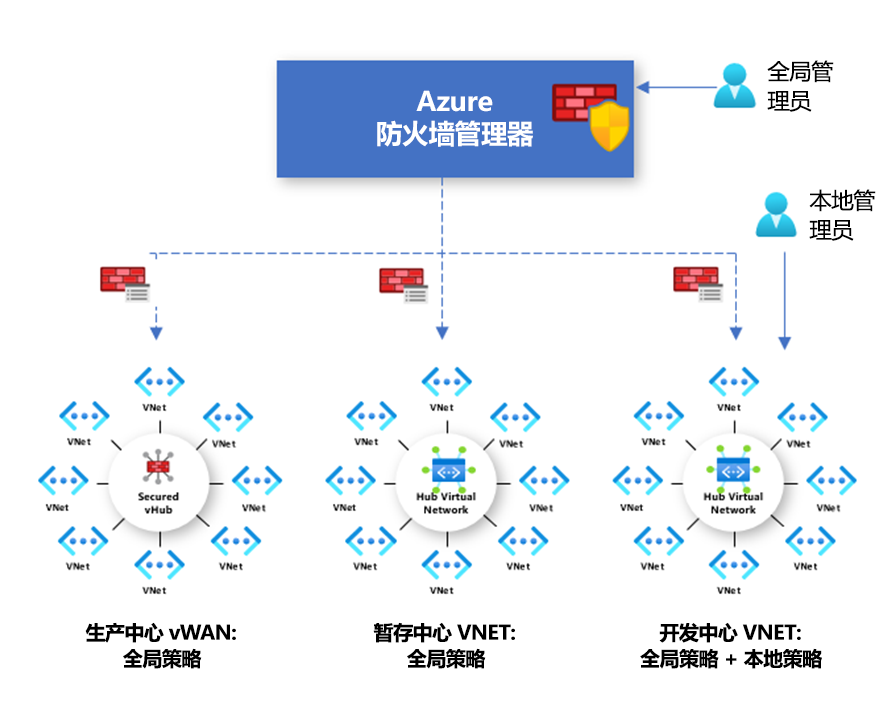 Azure
防火墙管理器
全局管
理员
本地管
理员
VNet
VNet
VNet
VNet
VNet
VNet
VNet
VNet
Secured
vHub
VNet
VNet
VNet
VNet
VNet
VNet
VNet
VNet
Hub Virtual
Network
VNet
VNet
VNet
VNet
VNet
VNet
VNet
VNet
Hub Virtual
Network
生产中心 vWAN:
全局策略
暂存中心 VNET:
全局策略
开发中心 VNET:
全局策略 + 本地策略